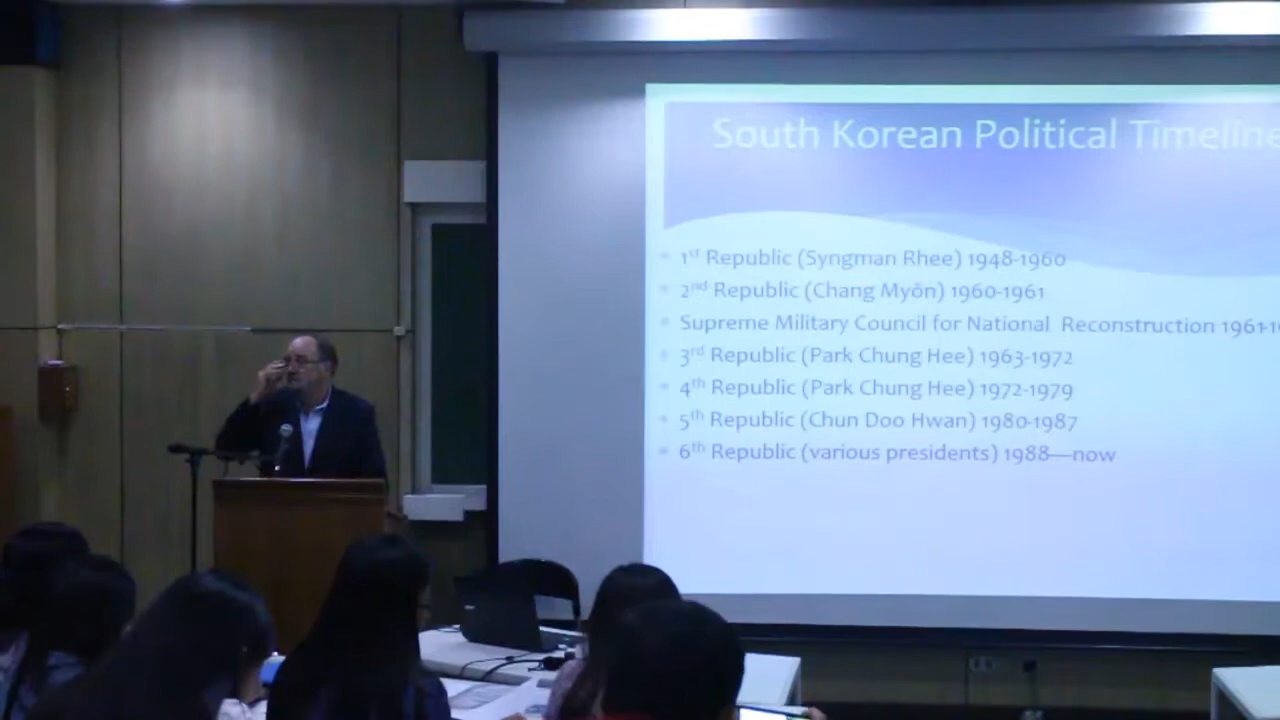 South Korean Political Timeline
1st Republic (Syngman Rhee) 1948-1960
2nd Republic (Chang Myŏn) 1960-1961
Supreme Military Council for National Reconstruction 1961-19
3rd Republic (Park Chung Hee) 1963-1972
4th Republic (Park Chung Hee) 1972-1979
5th Republic (Chun Doo Hwan) 1980-1987
6th Republic (various presidents) 1988—now